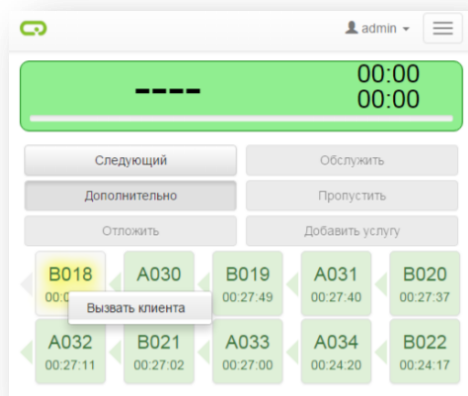 admin
---- 00:00
00:00
Следующий Обслужить
Дополнительно Пропустить
Отложить Добавить услугу
B018 A030 B019 A031 B020
00:27:49 00:27:40 00:27:37
Вызвать клиента
A032 B021 A033 A034 B022
00:27:11 00:27:02 00:27:00 00:24:20 00:24:17